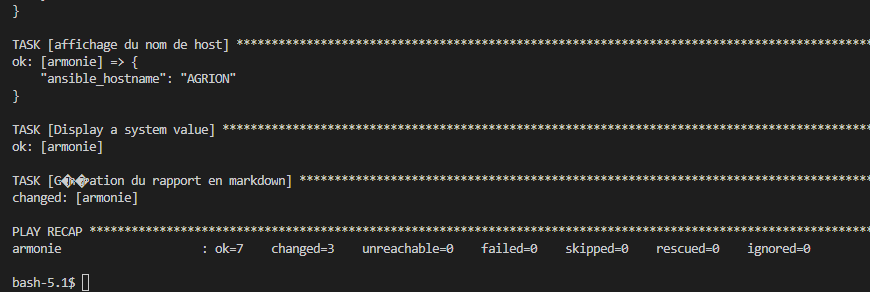 }
TASK [affichage du nom de host] ******************************************************************************************
ok: [armonie] => {
    "ansible_hostname": "AGRION"
}
TASK [Display a system value] ********************************************************************************************
ok: [armonie]
TASK [G��ration du rapport en markdown] *********************************************************************************
changed: [armonie]
PLAY RECAP ***************************************************************************************************************
armonie                    : ok=7    changed=3    unreachable=0    failed=0    skipped=0    rescued=0    ignored=0
bash-5.1$